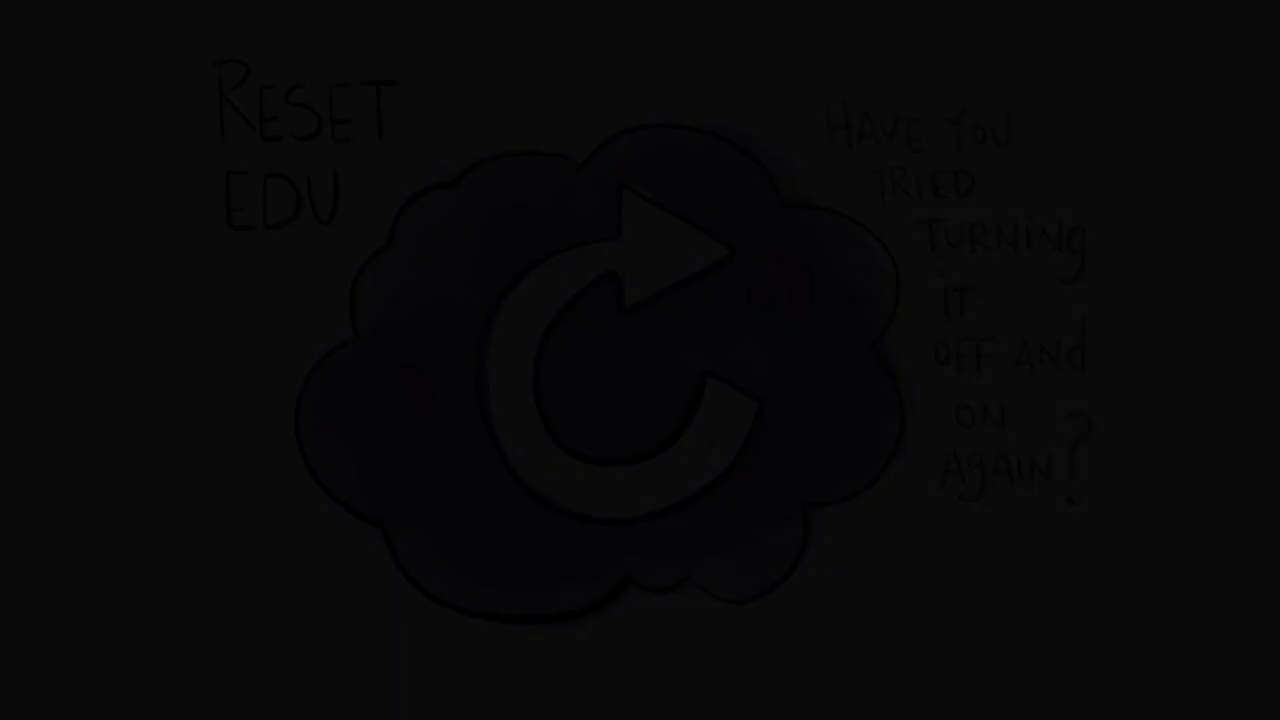 RESET
EDU
HAVE YOU
TRIED
TURNING
IT
OFF AND
ON
AGAIN?